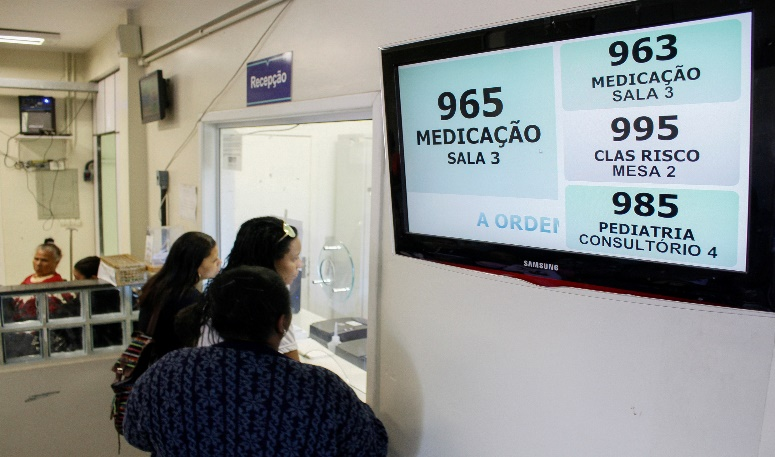 Recepção
965
MEDICAÇÃO
SALA 3
A ORDEM
963
MEDICAÇÃO
SALA 3
995
CLAS RISCO
MESA 2
985
PEDIATRIA
CONSULTÓRIO 4
SAMSUNG